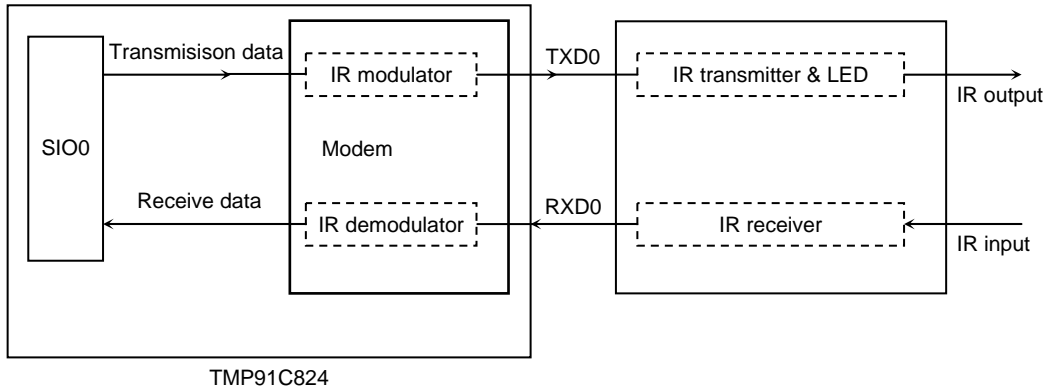 Transmisison data
IR modulator
TXD0
IR transmitter & LED
IR output
SIO0
Modem
Receive data
IR demodulator
RXD0
IR receiver
IR input
TMP91C824